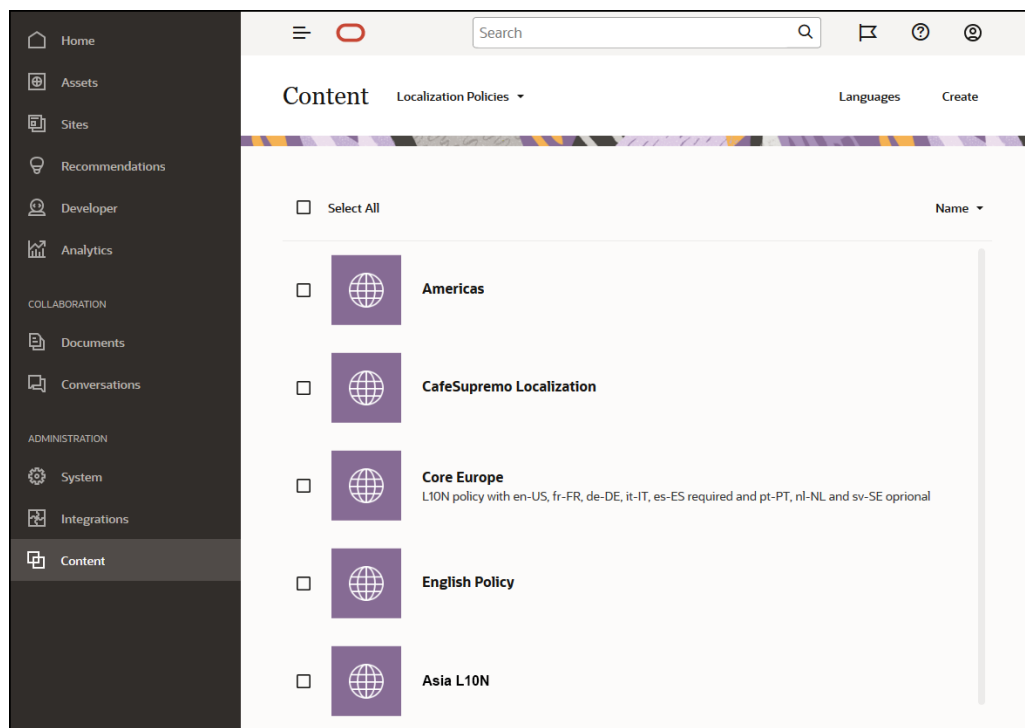 Home
Assets
Sites
Recommendations
Developer
Analytics
COLLABORATION
Documents
Conversations
ADMINISTRATION
System
Integrations
Content
Search
Content Localization Policies Languages Create
Select All Name
Americas
CafeSupremo Localization
Core Europe
L10N policy with en-US, fr-FR, de-DE, it-IT, es-ES required and pt-PT, nl-NL and sv-SE oprional
English Policy
Asia L10N